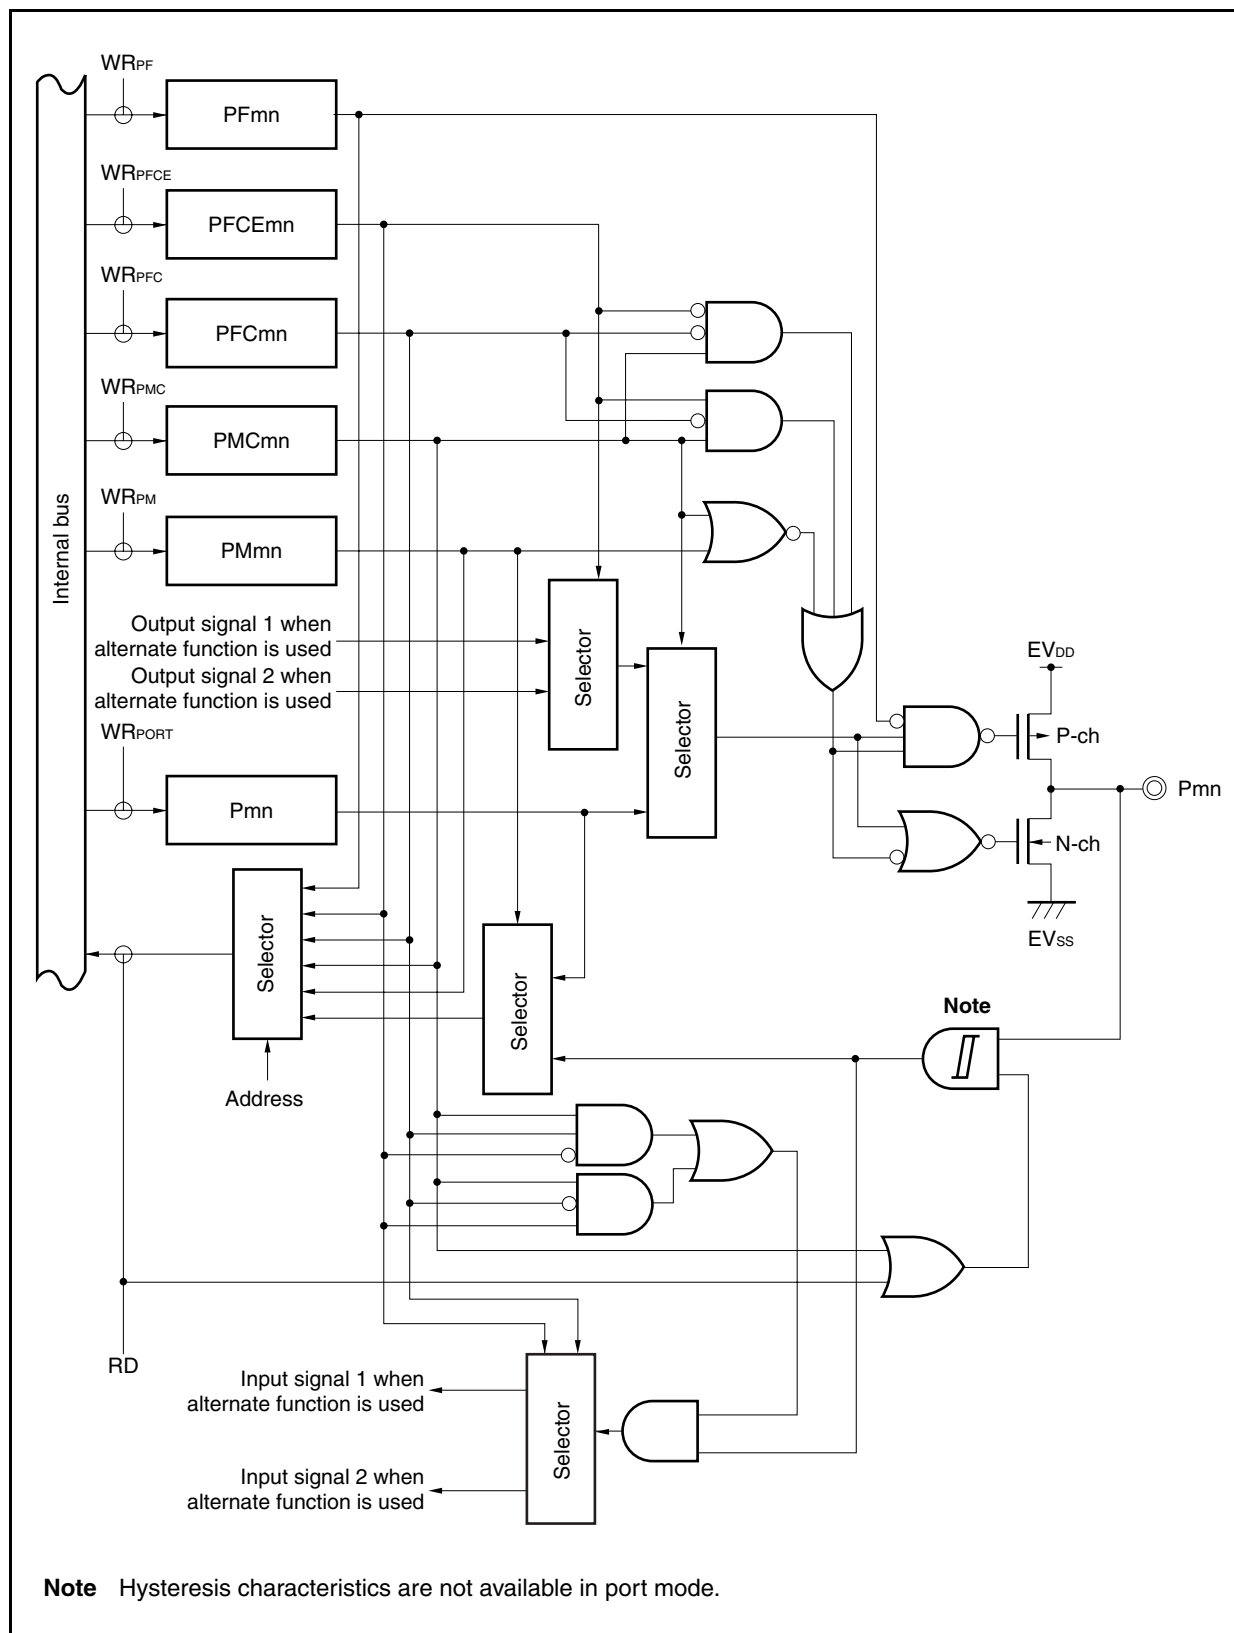 WRPF
PFmn
WRPFCE
PFCEmn
WRPFC
PFCmn
WRPMC
PMCmn
WRPM
PMmn
Internal bus
Output signal 1 when
alternate function is used
Output signal 2 when
alternate function is used
Selector
Selector
WRPORT
Pmn
EVDD
P-ch
Pmn
N-ch
EVSS
Selector
Address
Selector
Note
RD
Input signal 1 when
alternate function is used
Input signal 2 when
alternate function is used
Selector
Note Hysteresis characteristics are not available in port mode.